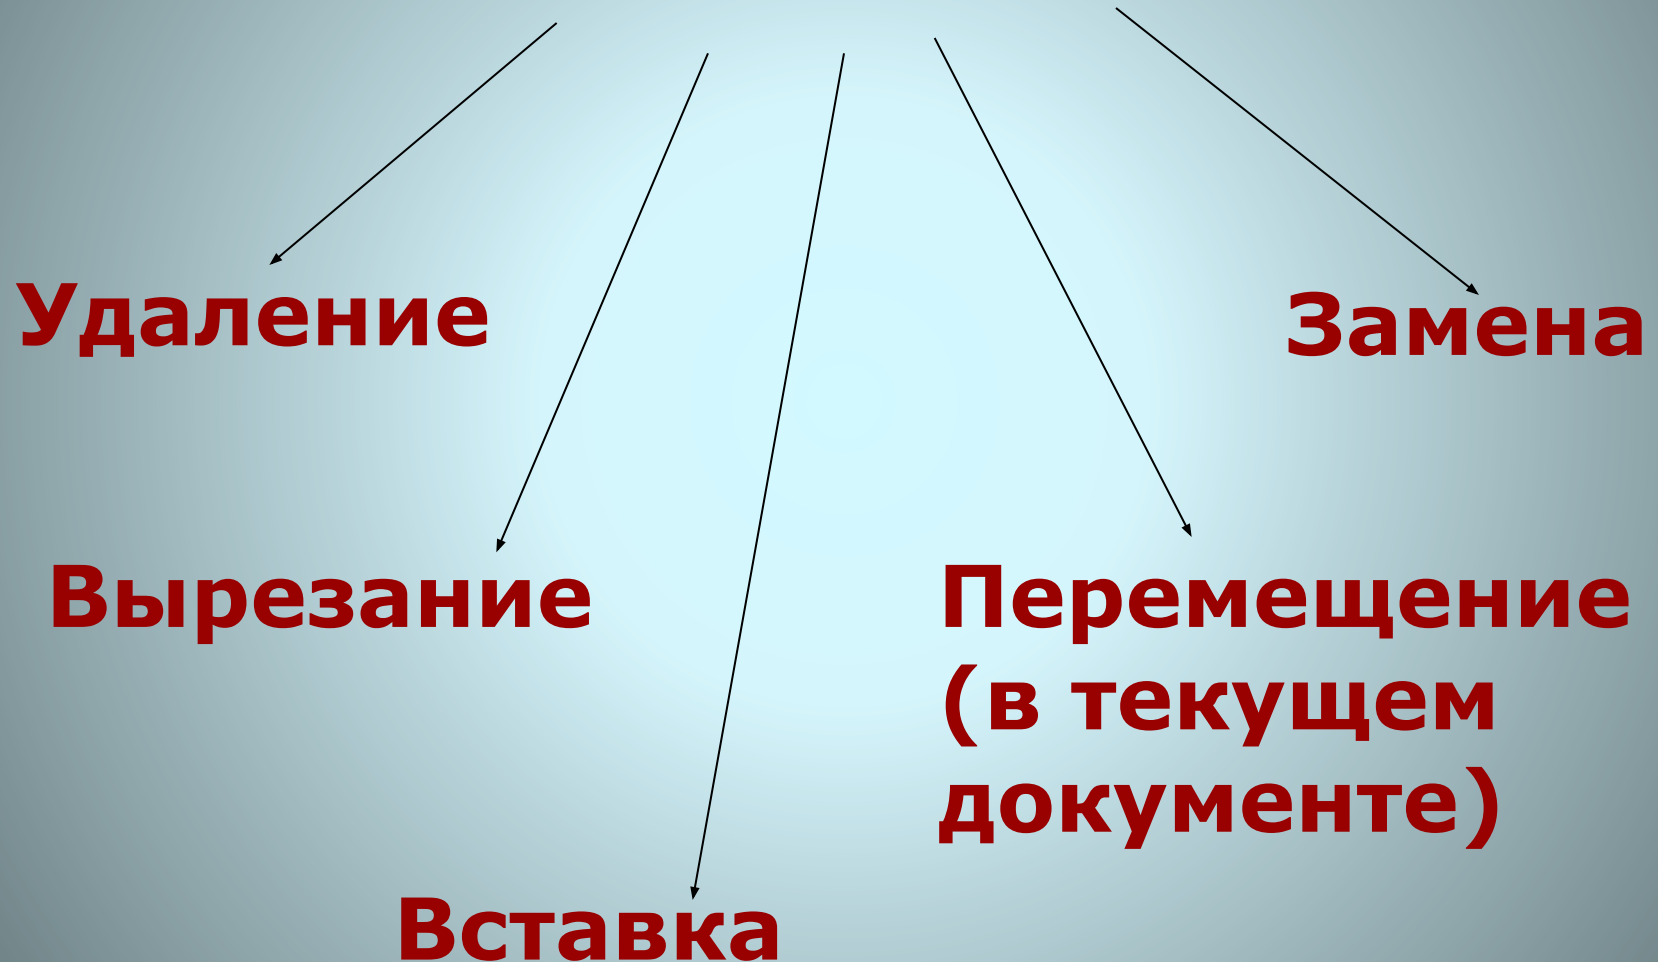 Удаление
Замена
Вырезание
Перемещение
(в текущем
документе)
Вставка